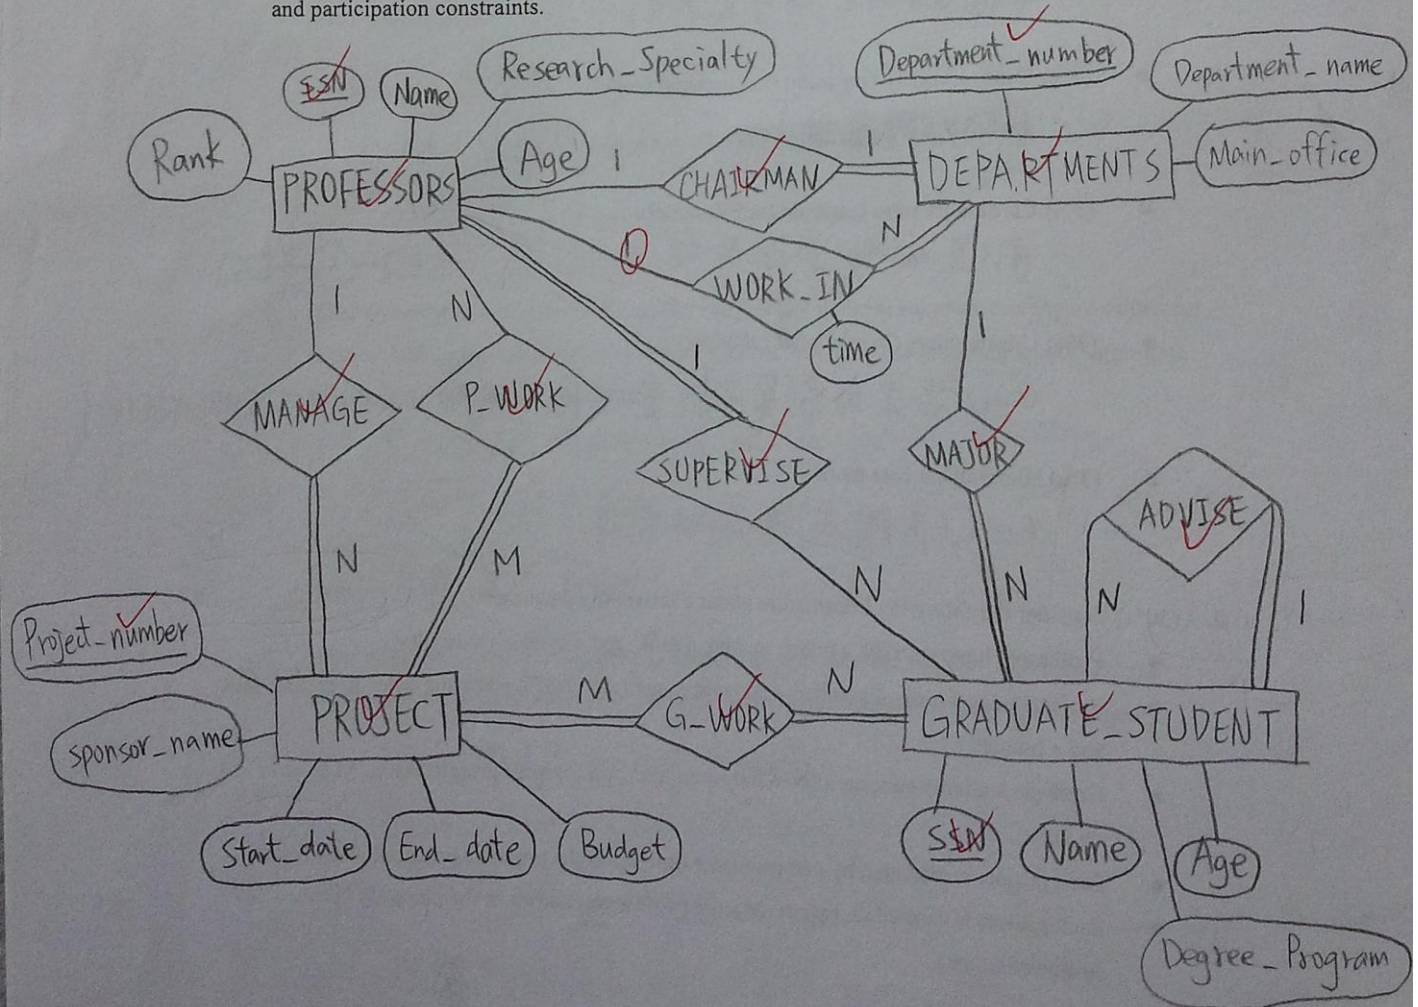 and participation constraints.
SSN
Name
Research_Specialty
Department_number
Department_name
Rank
Age
1
1
PROFESSORS
CHAIRMAN
DEPARTMENTS
Main_office
N
WORK_IN
time
1
N
1
1
MANAGE
P_WORK
SUPERVISE
MAJOR
ADVISE
N
M
N
N
N
1
Project_number
sponsor_name
PROJECT
M
G_WORK
N
GRADUATE_STUDENT
Start_date
End_date
Budget
SSN
Name
Age
Degree_Program